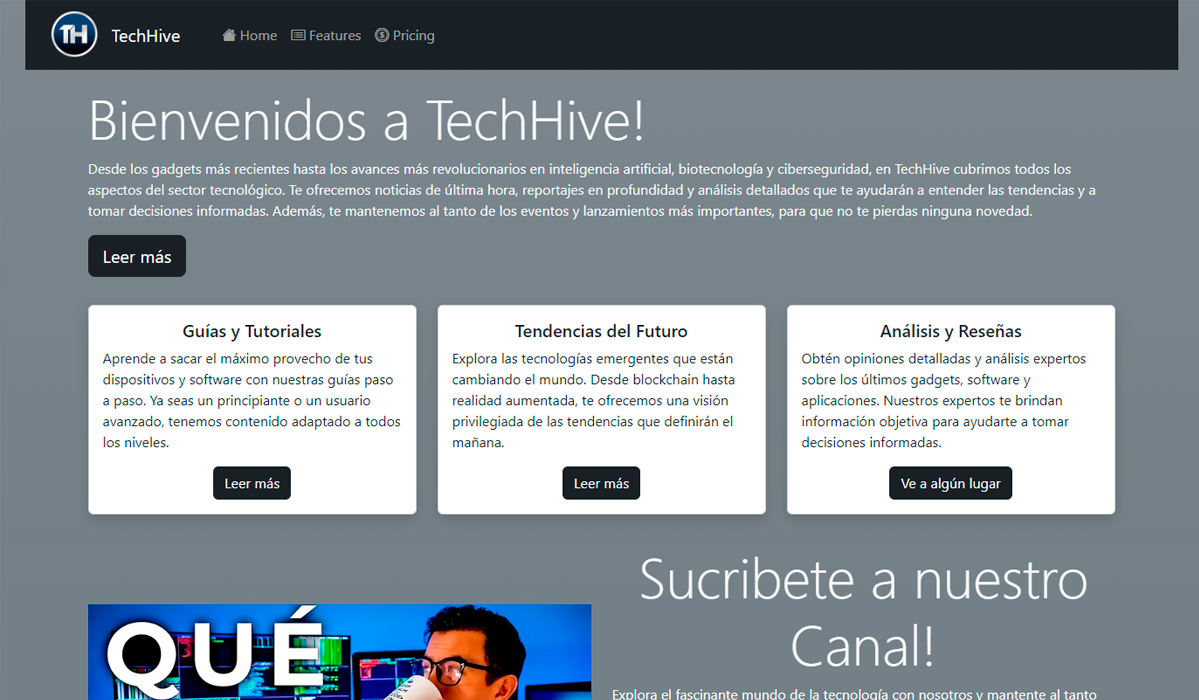 TH TechHive Home Features Pricing
Bienvenidos a TechHive!
Desde los gadgets más recientes hasta los avances más revolucionarios en inteligencia artificial, biotecnología y ciberseguridad, en TechHive cubrimos todos los
aspectos del sector tecnológico. Te ofrecemos noticias de última hora, reportajes en profundidad y análisis detallados que te ayudarán a entender las tendencias y a
tomar decisiones informadas. Además, te mantenemos al tanto de los eventos y lanzamientos más importantes, para que no te pierdas ninguna novedad.
Leer más
Guías y Tutoriales
Aprende a sacar el máximo provecho de tus
dispositivos y software con nuestras guías paso
a paso. Ya seas un principiante o un usuario
avanzado, tenemos contenido adaptado a todos
los niveles.
Leer más
Tendencias del Futuro
Explora las tecnologías emergentes que están
cambiando el mundo. Desde blockchain hasta
realidad aumentada, te ofrecemos una visión
privilegiada de las tendencias que definirán el
mañana.
Leer más
Análisis y Reseñas
Obtén opiniones detalladas y análisis expertos
sobre los últimos gadgets, software y
aplicaciones. Nuestros expertos te brindan
información objetiva para ayudarte a tomar
decisiones informadas.
Ve a algún lugar
QUÉ
Sucribete a nuestro
Canal!
Explora el fascinante mundo de la tecnología con nosotros y mantente al tanto